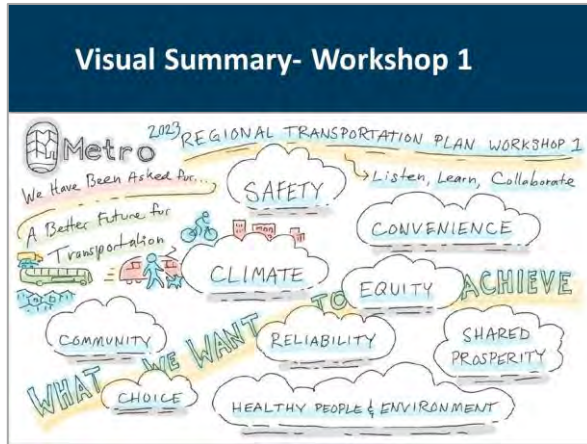 Visual Summary- Workshop 1
Metro
2023 REGIONAL TRANSPORTATION PLAN WORKSHOP 1
Listen, Learn, Collaborate
We Have Been Asked for...
A Better Future for
Transportation
SAFETY
CONVENIENCE
CLIMATE
EQUITY
COMMUNITY
RELIABILITY
SHARED
PROSPERITY
CHOICE
HEALTHY PEOPLE & ENVIRONMENT
WHAT WE WANT TO ACHIEVE